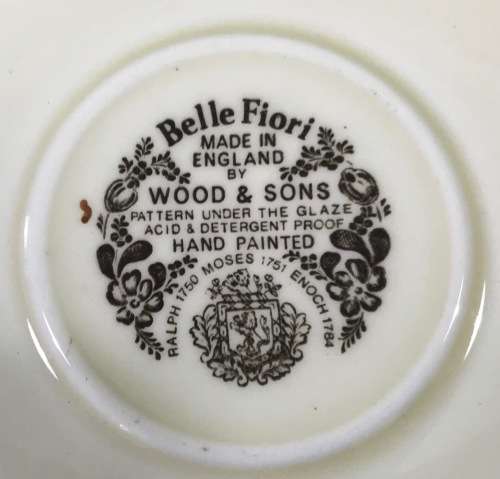 Belle Fiori
MADE IN
ENGLAND
BY
WOOD & SONS
PATTERN UNDER THE GLAZE
ACID & DETERGENT PROOF
HAND PAINTED
RALPH 1750 MOSES 1751 ENOCH 1784